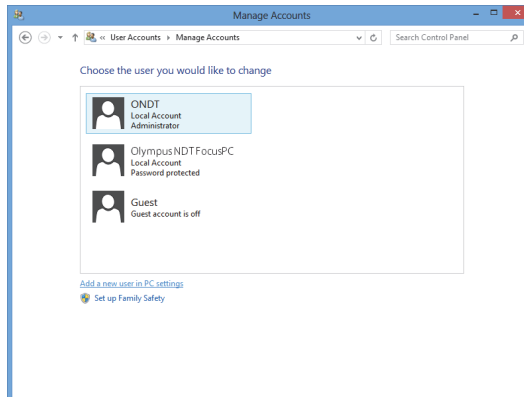 Manage Accounts
« User Accounts Manage Accounts
Search Control Panel
Choose the user you would like to change
ONDT
Local Account
Administrator
Olympus NDT FocusPC
Local Account
Password protected
Guest
Guest account is off
Add a new user in PC settings
Set up Family Safety